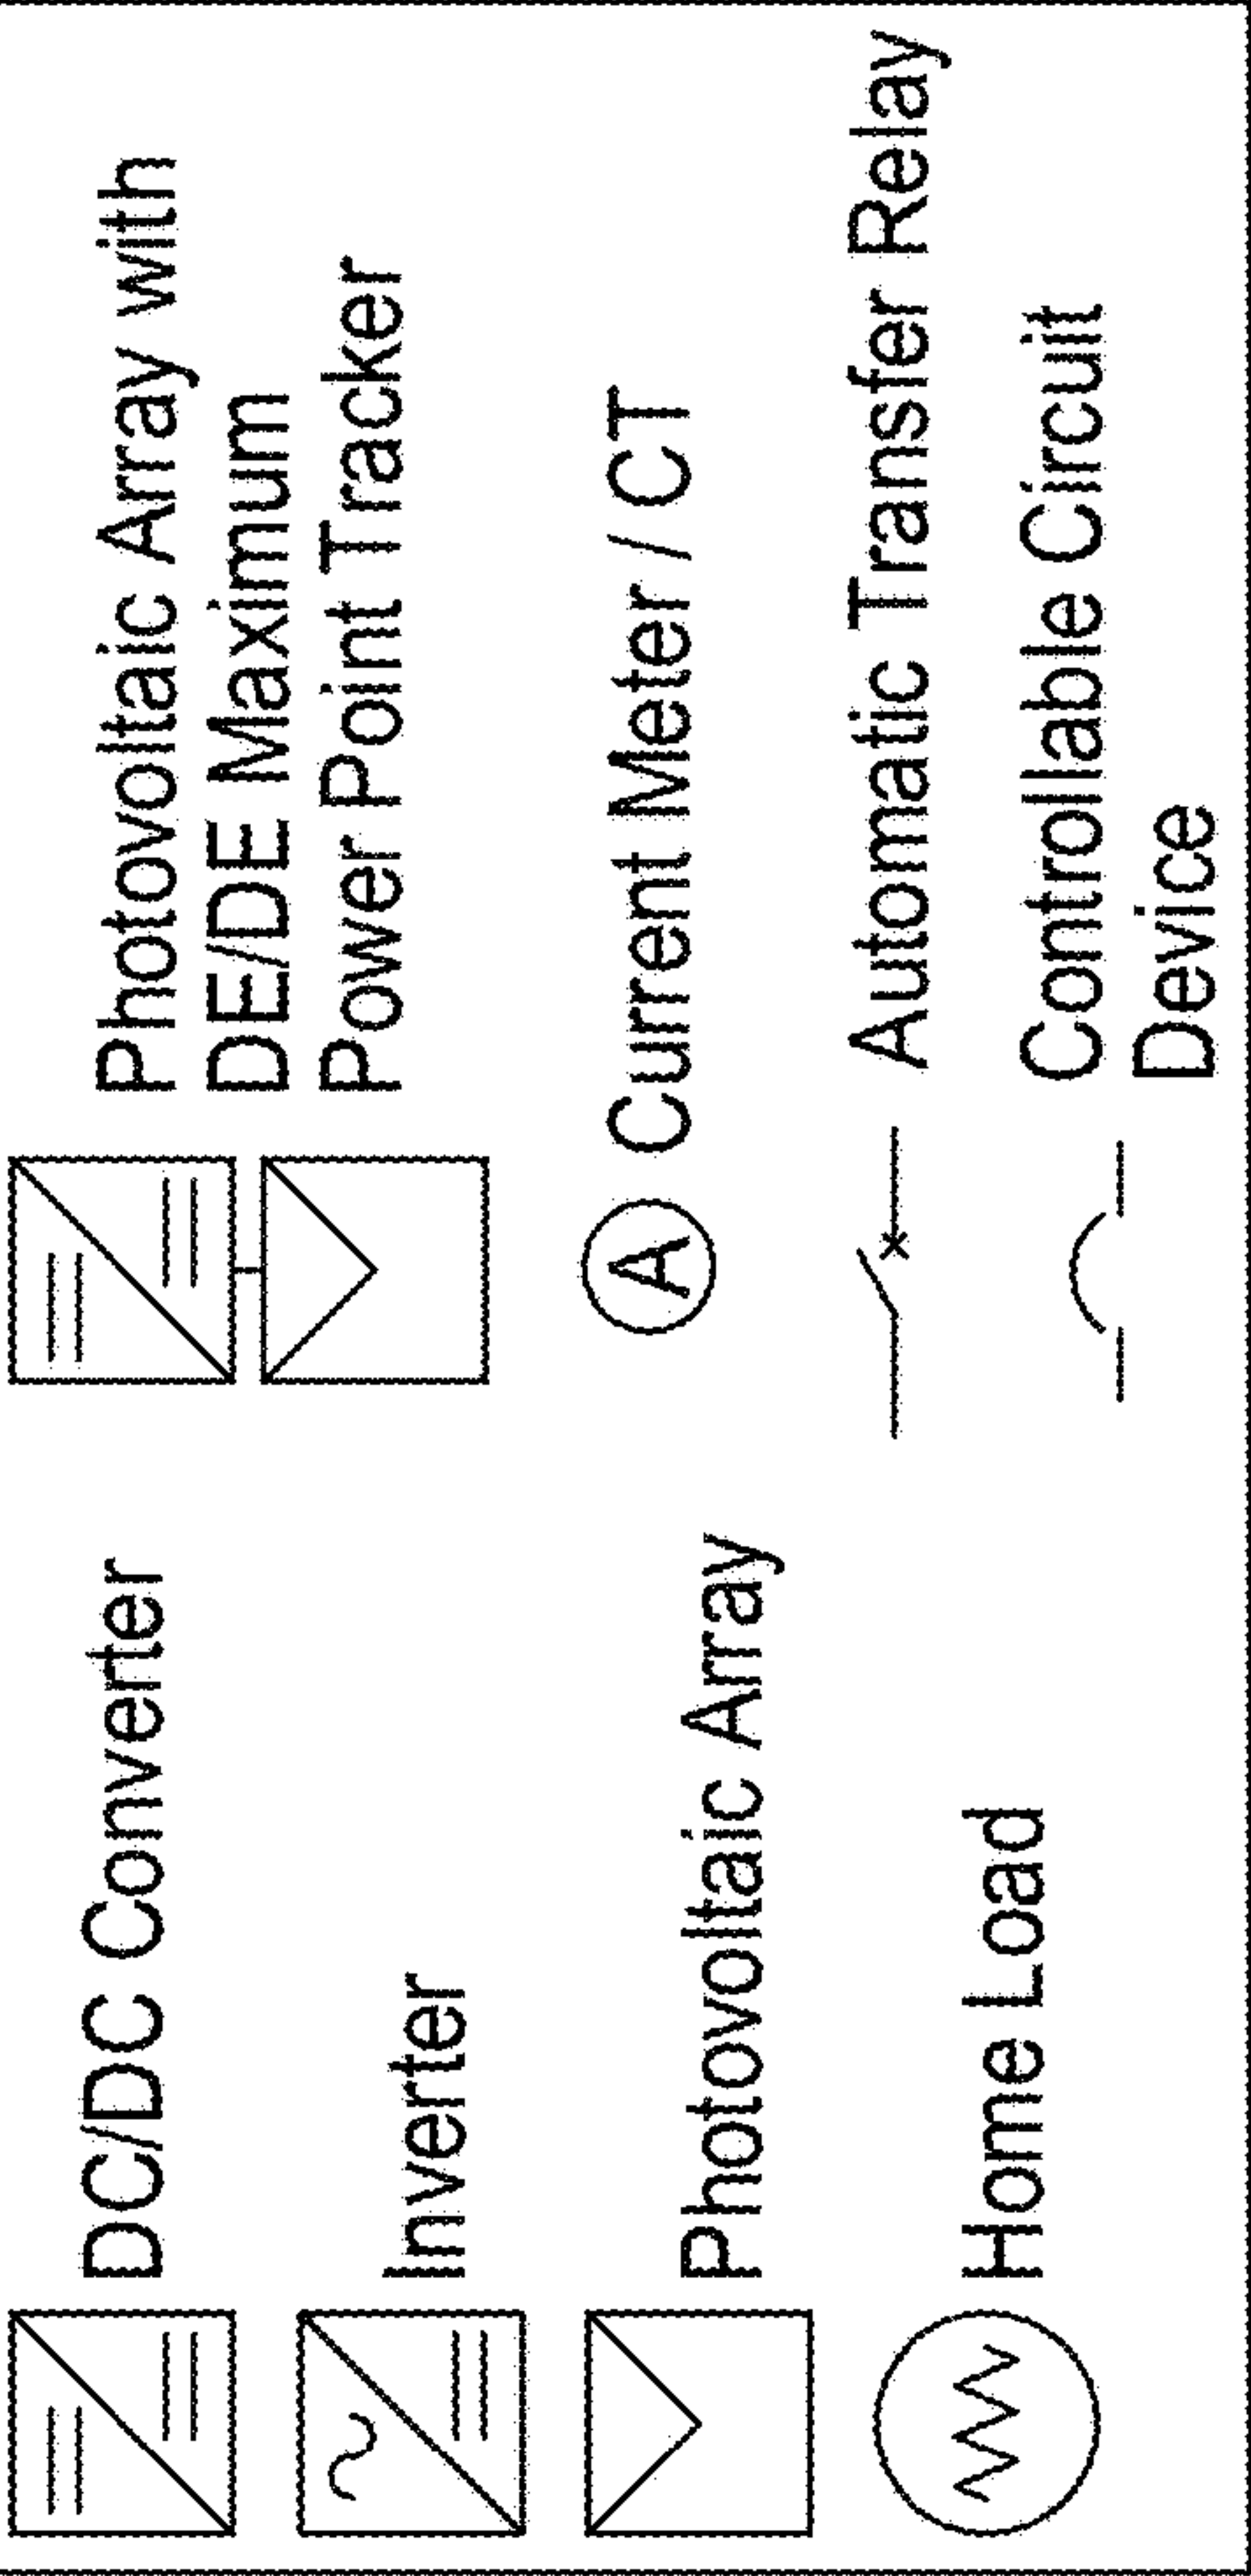 DC/DC Converter
Inverter
Photovoltaic Array
Home Load
Photovoltaic Array with
DE/DE Maximum
Power Point Tracker
A Current Meter / CT
Automatic Transfer Relay
Controllable Circuit
Device